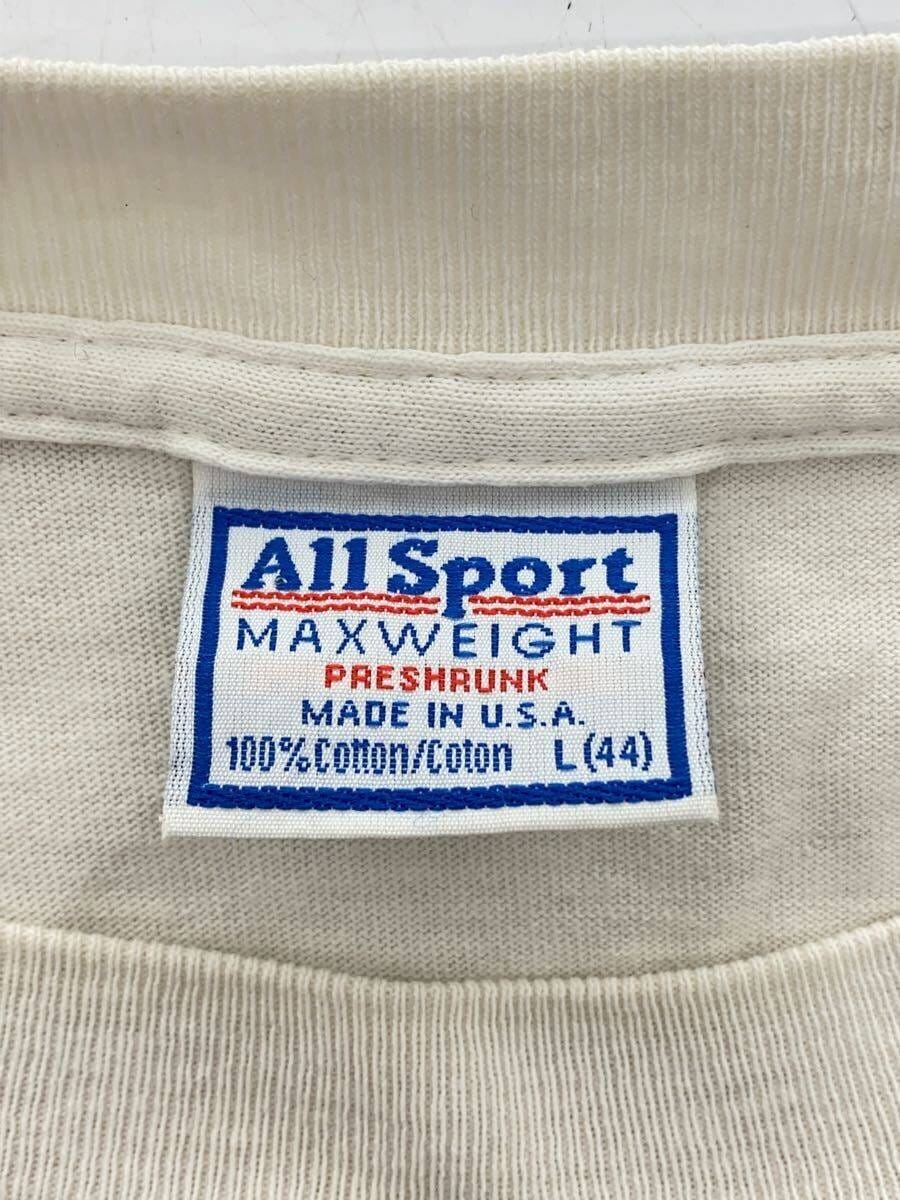 All Sport
MAXWEIGHT
PRESHRUNK
MADE IN U.S.A.
100% Cotton/Coton L (44)